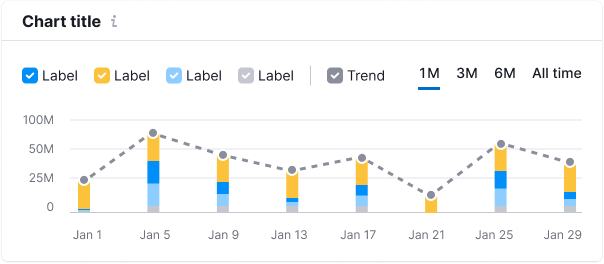 Chart title i
Label Label Label Label Trend 1M 3M 6M All time
100M
50M
25M
0
Jan 1 Jan 5 Jan 9 Jan 13 Jan 17 Jan 21 Jan 25 Jan 29